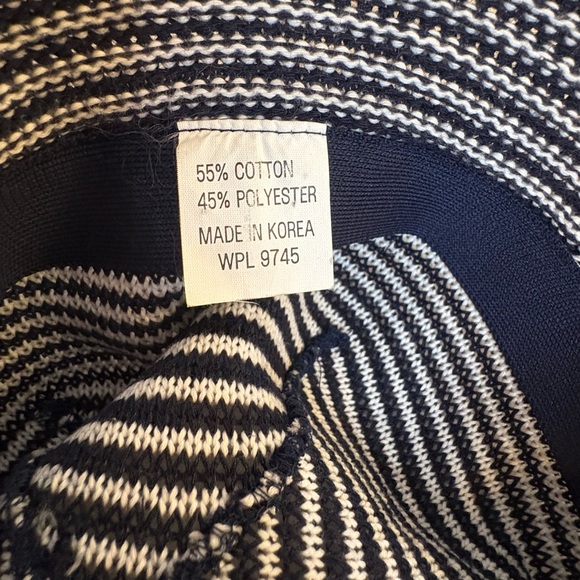 55% COTTON
45% POLYESTER
MADE IN KOREA
WPL 9745